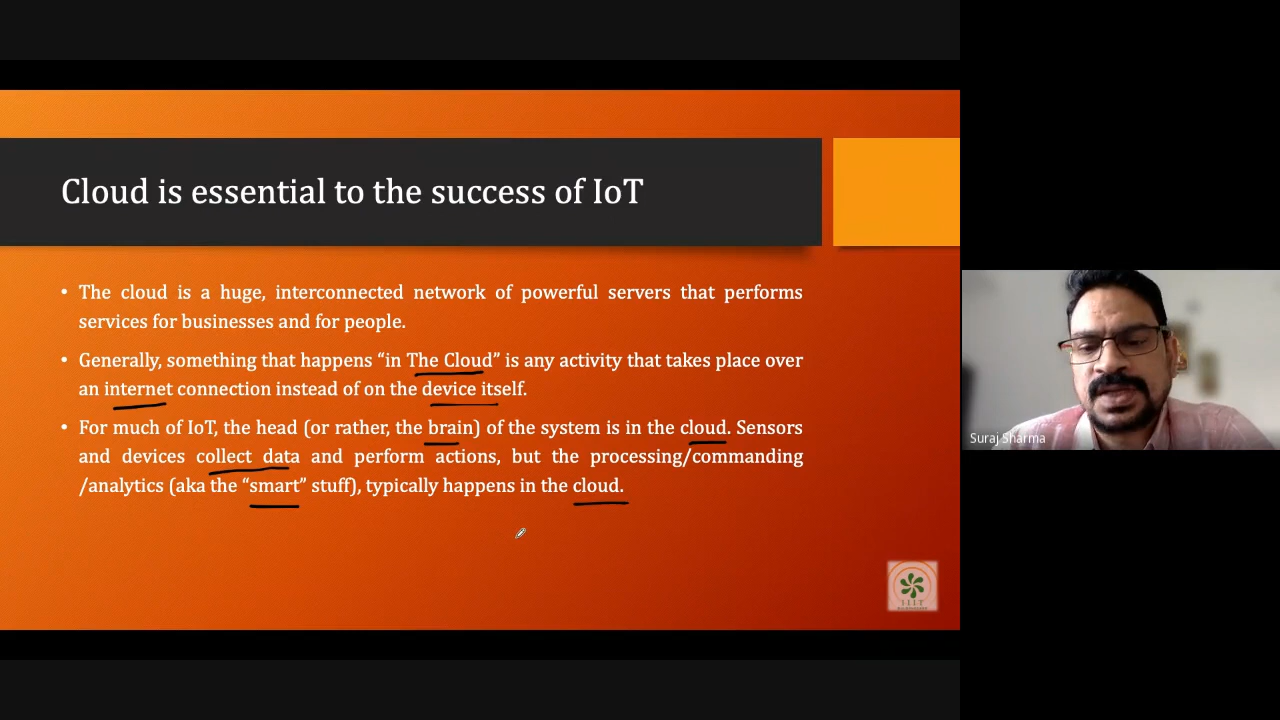 Cloud is essential to the success of IoT
• The cloud is a huge, interconnected network of powerful servers that performs
services for businesses and for people.
• Generally, something that happens “in The Cloud” is any activity that takes place over
an internet connection instead of on the device itself.
• For much of IoT, the head (or rather, the brain) of the system is in the cloud. Sensors
and devices collect data and perform actions, but the processing/commanding
/analytics (aka the “smart” stuff), typically happens in the cloud.
Suraj Sharma